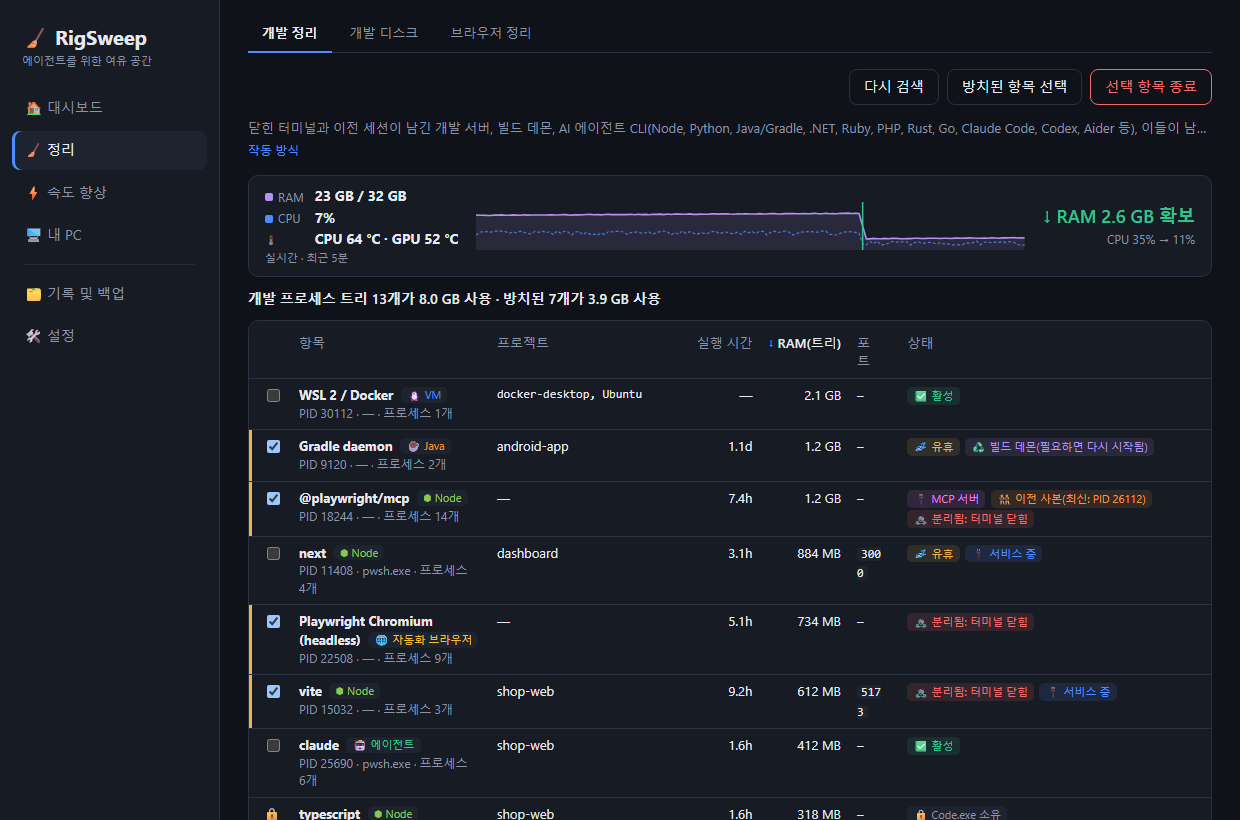 RigSweep
에이전트를 위한 여유 공간
대시보드
정리
속도 향상
내 PC
기록 및 백업
설정
개발 정리 개발 디스크 브라우저 정리
다시 검색 방치된 항목 선택 선택 항목 종료
닫힌 터미널과 이전 세션이 남긴 개발 서버, 빌드 데몬, AI 에이전트 CLI(Node, Python, Java/Gradle, .NET, Ruby, PHP, Rust, Go, Claude Code, Codex, Aider 등), 이들이 남...
작동 방식
RAM 23 GB / 32 GB
CPU 7%
CPU 64 °C · GPU 52 °C
실시간 · 최근 5분
↓ RAM 2.6 GB 확보
CPU 35% → 11%
개발 프로세스 트리 13개가 8.0 GB 사용 · 방치된 7개가 3.9 GB 사용
항목 프로젝트 실행 시간 ↓ RAM(트리) 포트 상태
WSL 2 / Docker VM docker-desktop, Ubuntu — 2.1 GB – 활성
PID 30112 · — · 프로세스 1개
Gradle daemon Java android-app 1.1d 1.2 GB – 유휴 빌드 데몬(필요하면 다시 시작됨)
PID 9120 · — · 프로세스 2개
@playwright/mcp Node — 7.4h 1.2 GB – MCP 서버 이전 사본(최신: PID 26112)
PID 18244 · — · 프로세스 14개 분리됨: 터미널 닫힘
next Node dashboard 3.1h 884 MB 3000 유휴 서비스 중
PID 11408 · pwsh.exe · 프로세스
4개
Playwright Chromium — 5.1h 734 MB – 분리됨: 터미널 닫힘
(headless) 자동화 브라우저
PID 22508 · — · 프로세스 9개
vite Node shop-web 9.2h 612 MB 5173 분리됨: 터미널 닫힘 서비스 중
PID 15032 · — · 프로세스 3개
claude 에이전트 shop-web 1.6h 412 MB – 활성
PID 25690 · pwsh.exe · 프로세스
6개
typescript Node shop-web 1.6h 318 MB – Code.exe 소유